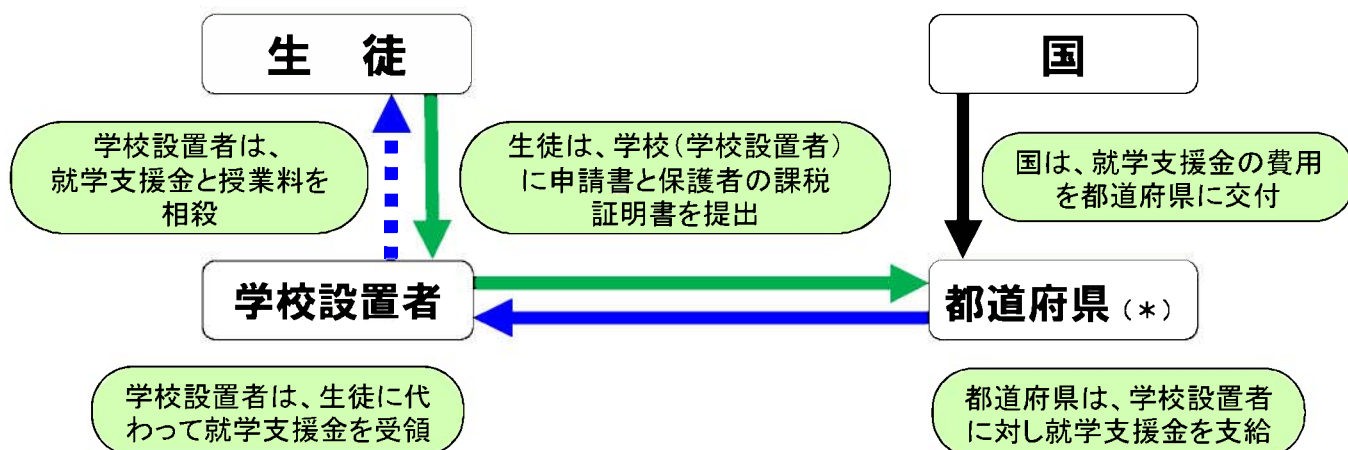 生　徒
国
学校設置者は、
就学支援金と授業料を
相殺
生徒は、学校（学校設置者）
に申請書と保護者の課税
証明書を提出
国は、就学支援金の費用
を都道府県に交付
学校設置者
都道府県（＊）
学校設置者は、生徒に代
わって就学支援金を受領
都道府県は、学校設置者
に対し就学支援金を支給